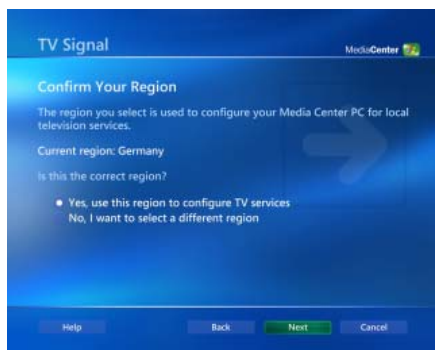 TV Signal
MediaCenter
Confirm Your Region
The region you select is used to configure your Media Center PC for local
television services.
Current region: Germany
Is this the correct region?
Yes, use this region to configure TV services
No, I want to select a different region
Help Back Next Cancel